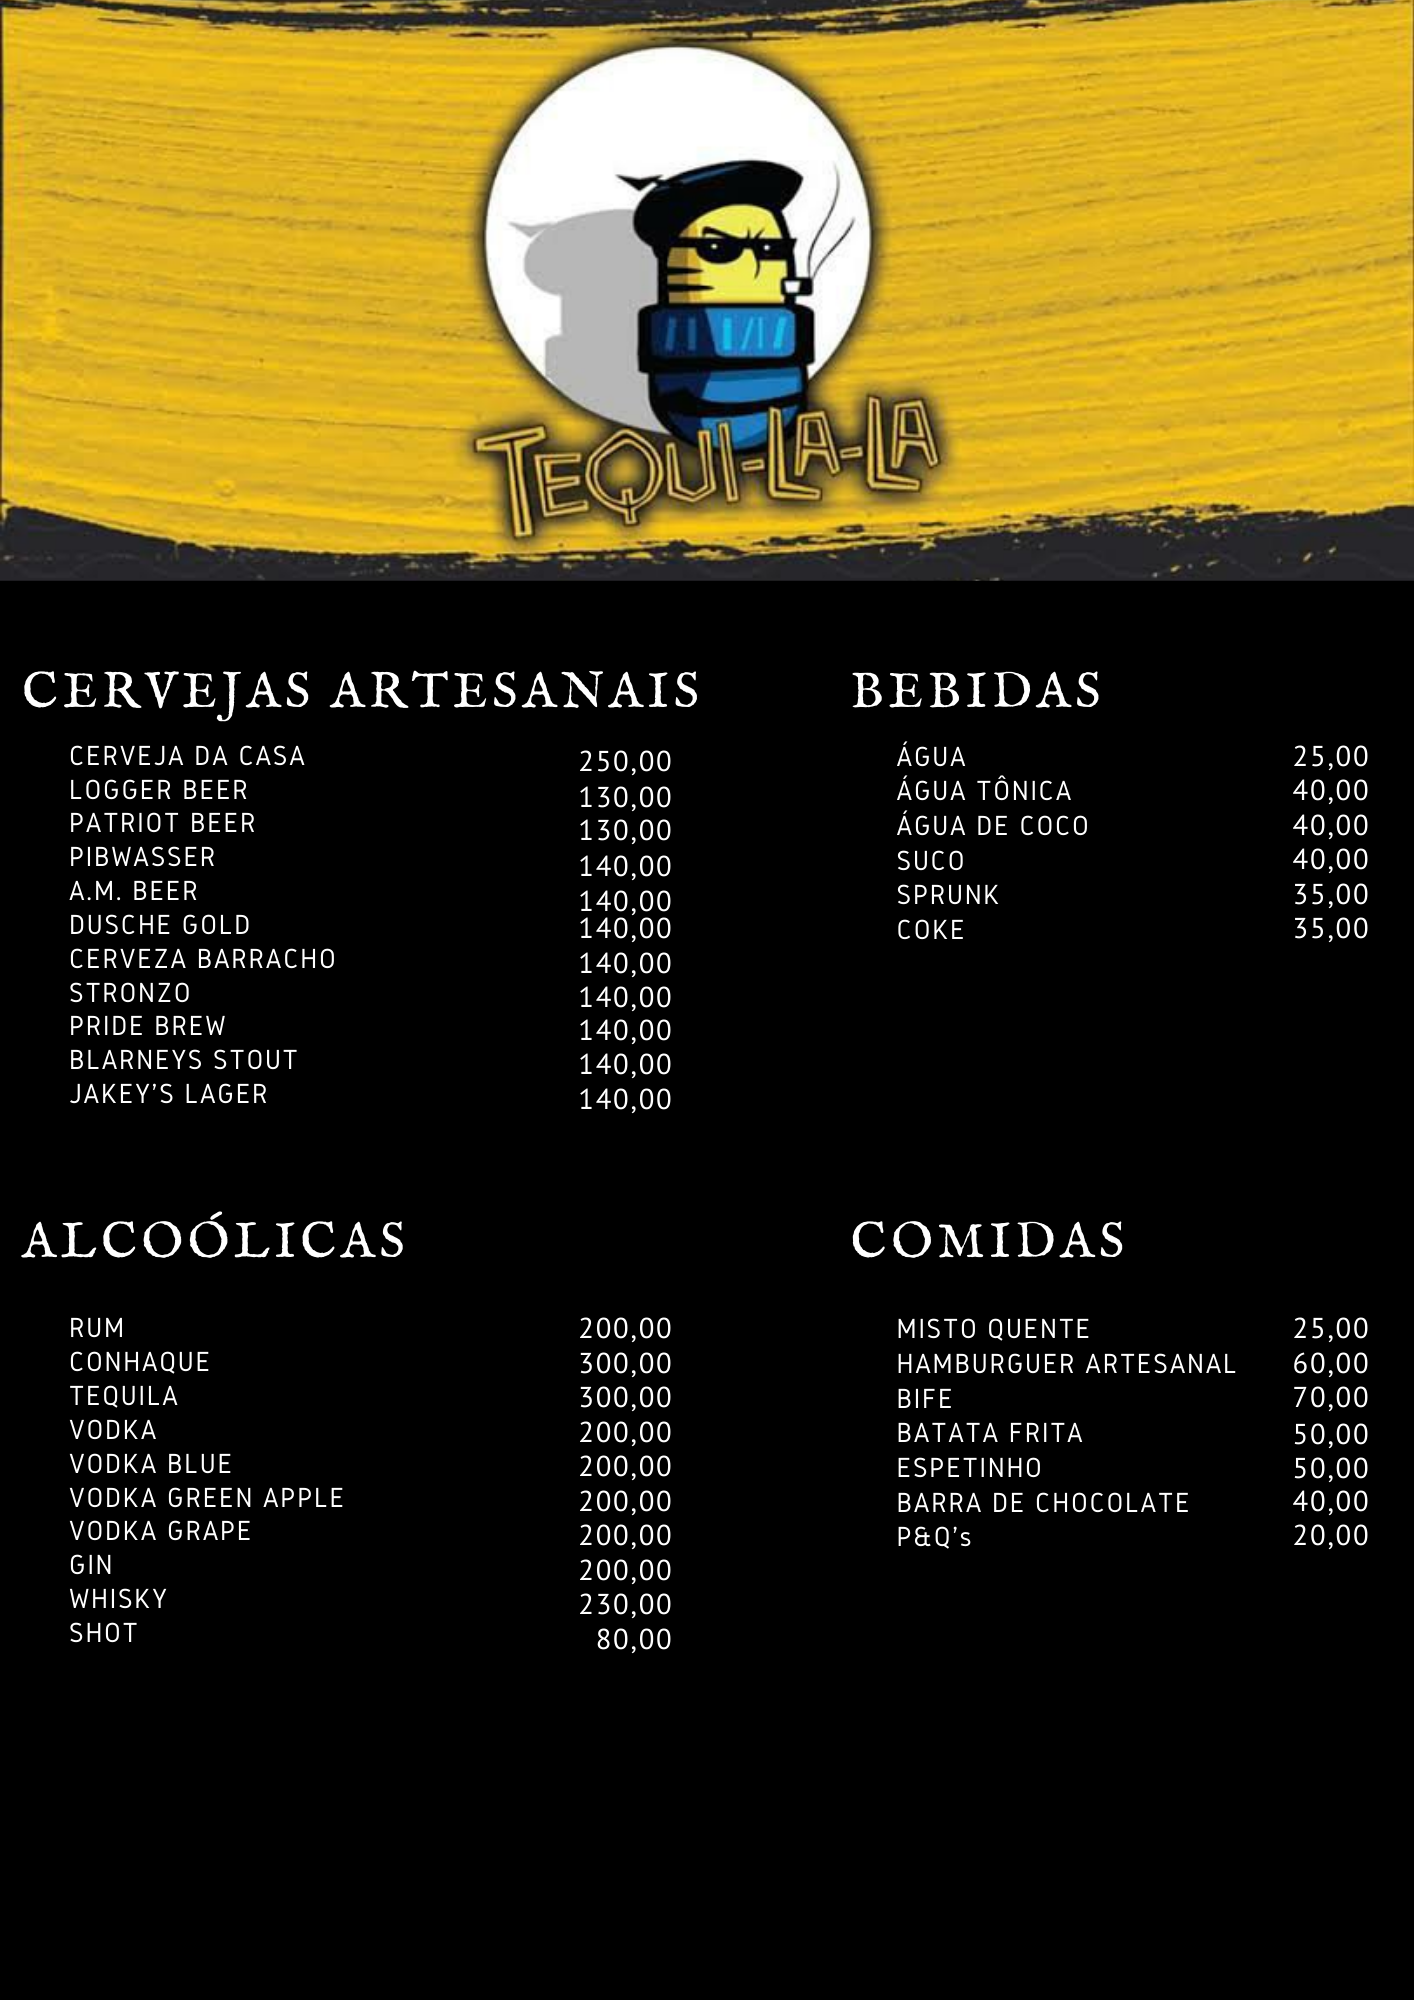 TEQUI-LA-LA
CERVEJAS ARTESANAIS
CERVEJA DA CASA 250,00
LOGGER BEER 130,00
PATRIOT BEER 130,00
PIBWASSER 140,00
A.M. BEER 140,00
DUSCHE GOLD 140,00
CERVEZA BARRACHO 140,00
STRONZO 140,00
PRIDE BREW 140,00
BLARNEYS STOUT 140,00
JAKEY'S LAGER 140,00
BEBIDAS
ÁGUA 25,00
ÁGUA TÔNICA 40,00
ÁGUA DE COCO 40,00
SUCO 40,00
SPRUNK 35,00
COKE 35,00
ALCOÓLICAS
RUM 200,00
CONHAQUE 300,00
TEQUILA 300,00
VODKA 200,00
VODKA BLUE 200,00
VODKA GREEN APPLE 200,00
VODKA GRAPE 200,00
GIN 200,00
WHISKY 230,00
SHOT 80,00
COMIDAS
MISTO QUENTE 25,00
HAMBURGUER ARTESANAL 60,00
BIFE 70,00
BATATA FRITA 50,00
ESPETINHO 50,00
BARRA DE CHOCOLATE 40,00
P&Q's 20,00